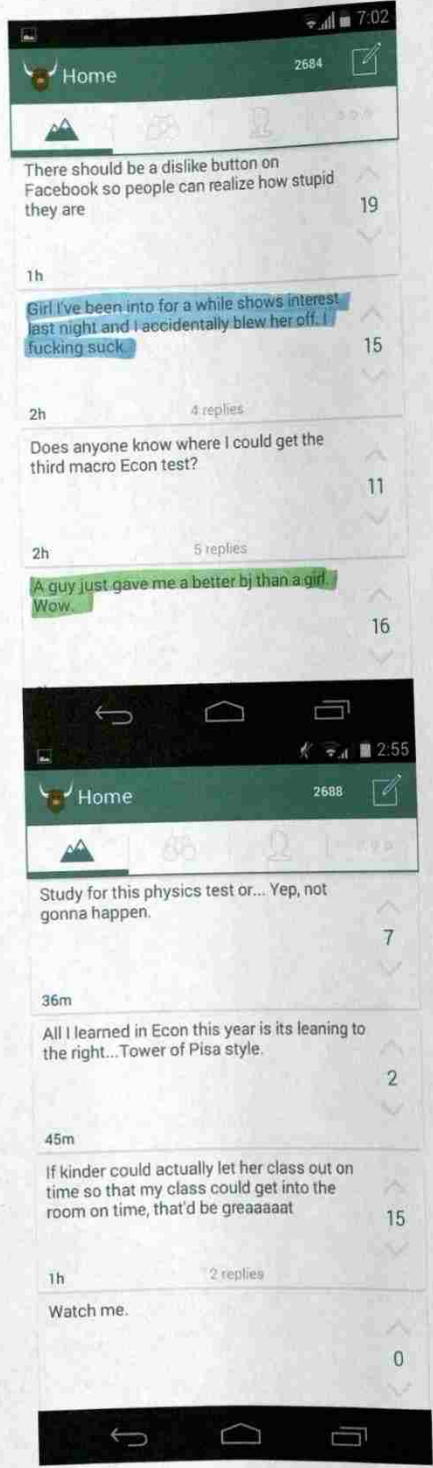 7:02
Home
2684
There should be a dislike button on
Facebook so people can realize how stupid
they are
19
1h
Girl I've been into for a while shows interest
last night and I accidentally blew her off. I
fucking suck.
15
2h
4 replies
Does anyone know where I could get the
third macro Econ test?
11
2h
5 replies
A guy just gave me a better bj than a girl.
Wow.
16
2:55
Home
2688
Study for this physics test or... Yep, not
gonna happen.
7
36m
All I learned in Econ this year is its leaning to
the right...Tower of Pisa style.
2
45m
If kinder could actually let her class out on
time so that my class could get into the
room on time, that'd be greaaaaat
15
1h
2 replies
Watch me.
0